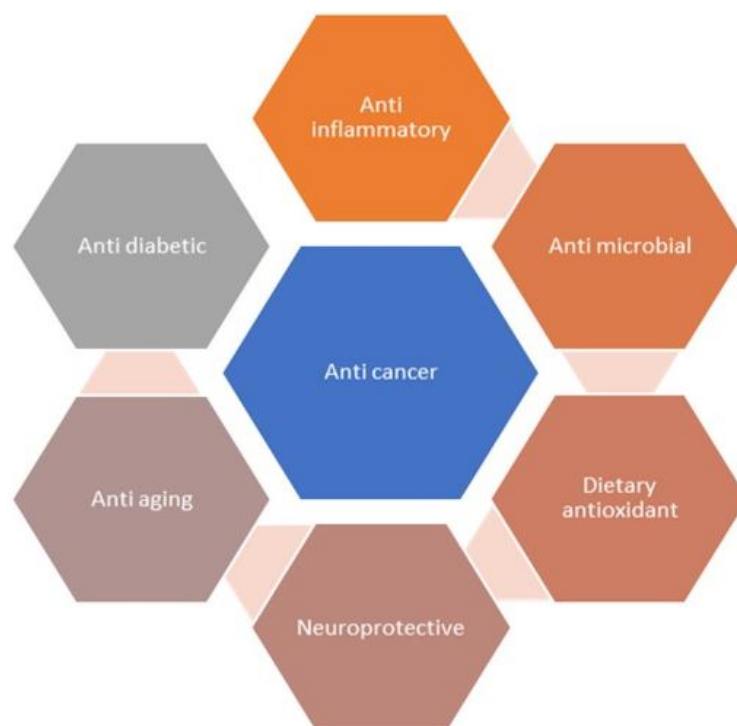 Anti
inflammatory
Anti diabetic
Anti microbial
Anti cancer
Anti aging
Dietary
antioxidant
Neuroprotective